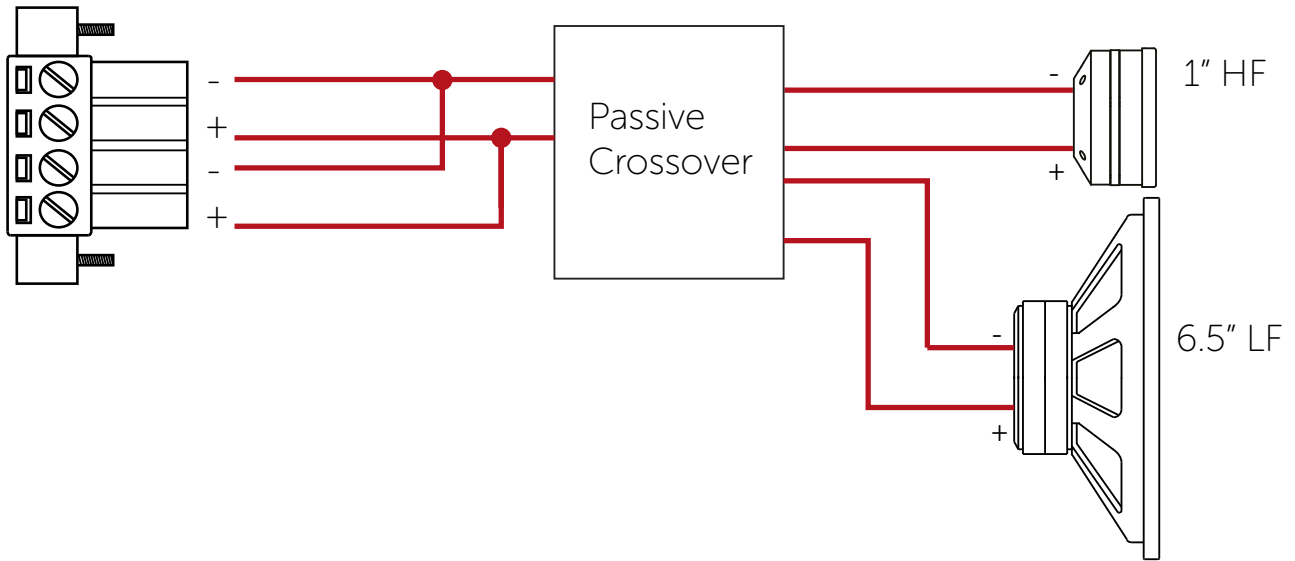 -
+
-
+
Passive
Crossover
-
+
1” HF
-
+
6.5” LF